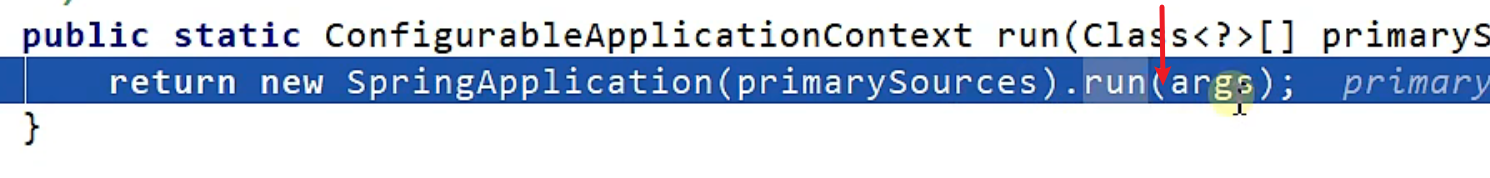 public static ConfigurableApplicationContext run(Class<?>[] primaryS
return new SpringApplication(primarySources).run(args); primary
}